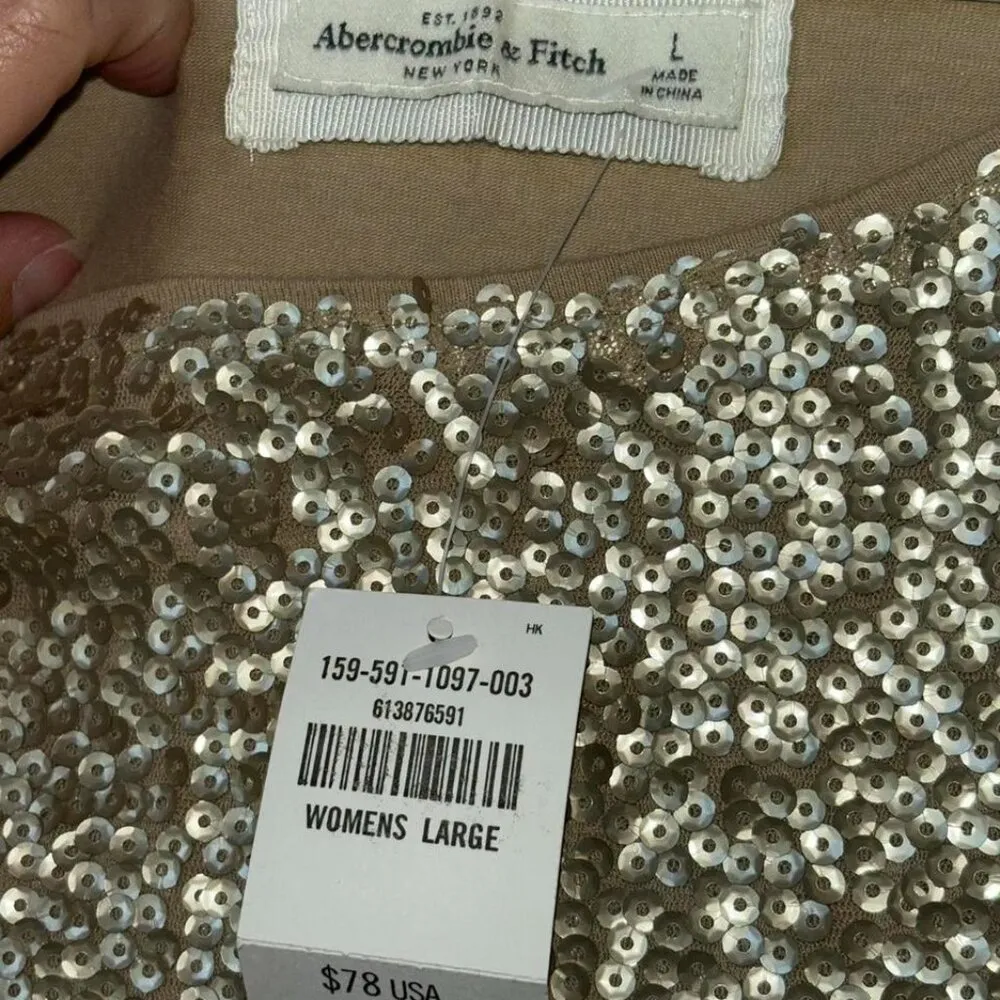 EST. 1892
Abercrombie & Fitch
NEW YORK
L
MADE
IN CHINA
HK
159-591-1097-003
613876591
WOMENS LARGE
$78 USA